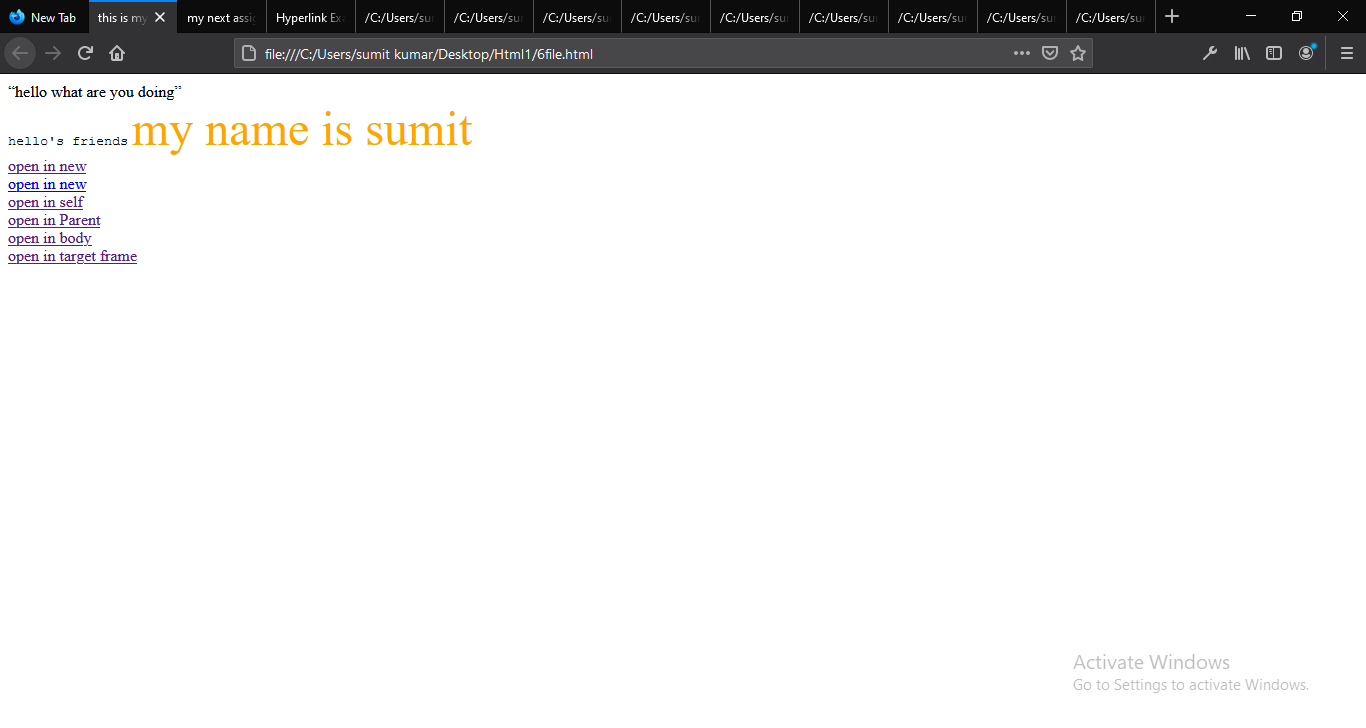 New Tab
this is my
my next assig
Hyperlink Ex
/C:/Users/su
/C:/Users/su
/C:/Users/su
/C:/Users/su
/C:/Users/su
/C:/Users/su
/C:/Users/su
/C:/Users/su
/C:/Users/su
file:///C:/Users/sumit kumar/Desktop/Html1/6file.html
“hello what are you doing”
hello's friends my name is sumit
open in new
open in new
open in self
open in Parent
open in body
open in target frame
Activate Windows
Go to Settings to activate Windows.